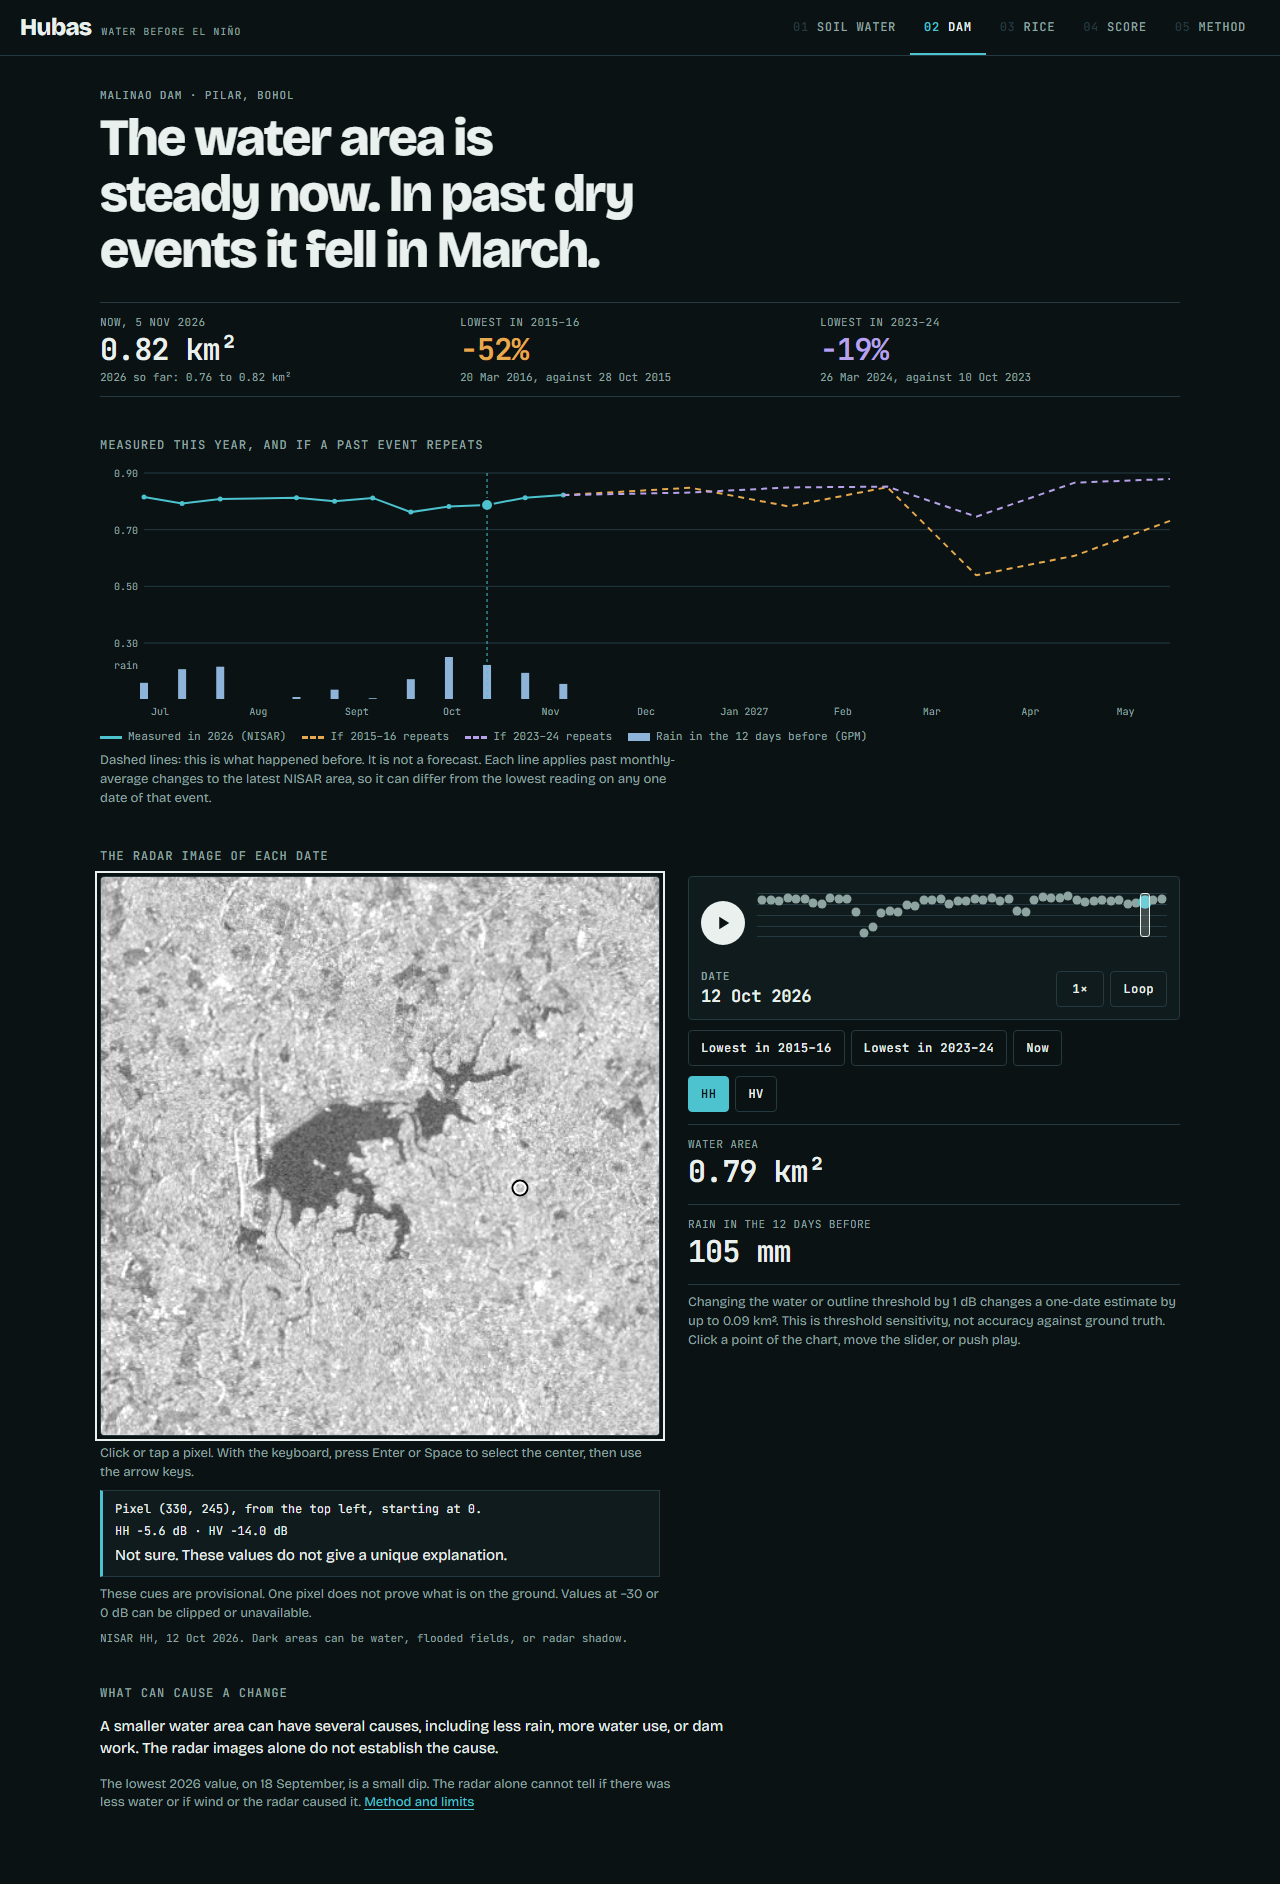 Hubas WATER BEFORE EL NIÑO
01 SOIL WATER 02 DAM 03 RICE 04 SCORE 05 METHOD
MALINAO DAM · PILAR, BOHOL
The water area is
steady now. In past dry
events it fell in March.
NOW, 5 NOV 2026
0.82 km²
2026 so far: 0.76 to 0.82 km²
LOWEST IN 2015–16
-52%
20 Mar 2016, against 28 Oct 2015
LOWEST IN 2023–24
-19%
26 Mar 2024, against 10 Oct 2023
MEASURED THIS YEAR, AND IF A PAST EVENT REPEATS
0.90
0.70
0.50
0.30
rain
Jul Aug Sept Oct Nov Dec Jan 2027 Feb Mar Apr May
Measured in 2026 (NISAR) If 2015–16 repeats If 2023–24 repeats Rain in the 12 days before (GPM)
Dashed lines: this is what happened before. It is not a forecast. Each line applies past monthly-
average changes to the latest NISAR area, so it can differ from the lowest reading on any one
date of that event.
THE RADAR IMAGE OF EACH DATE
DATE
12 Oct 2026
1×
Loop
Lowest in 2015–16
Lowest in 2023–24
Now
HH
HV
WATER AREA
0.79 km²
RAIN IN THE 12 DAYS BEFORE
105 mm
Changing the water or outline threshold by 1 dB changes a one-date estimate by
up to 0.09 km². This is threshold sensitivity, not accuracy against ground truth.
Click a point of the chart, move the slider, or push play.
Click or tap a pixel. With the keyboard, press Enter or Space to select the center, then use
the arrow keys.
Pixel (330, 245), from the top left, starting at 0.
HH -5.6 dB · HV -14.0 dB
Not sure. These values do not give a unique explanation.
These cues are provisional. One pixel does not prove what is on the ground. Values at -30 or
0 dB can be clipped or unavailable.
NISAR HH, 12 Oct 2026. Dark areas can be water, flooded fields, or radar shadow.
WHAT CAN CAUSE A CHANGE
A smaller water area can have several causes, including less rain, more water use, or dam
work. The radar images alone do not establish the cause.
The lowest 2026 value, on 18 September, is a small dip. The radar alone cannot tell if there was
less water or if wind or the radar caused it. Method and limits